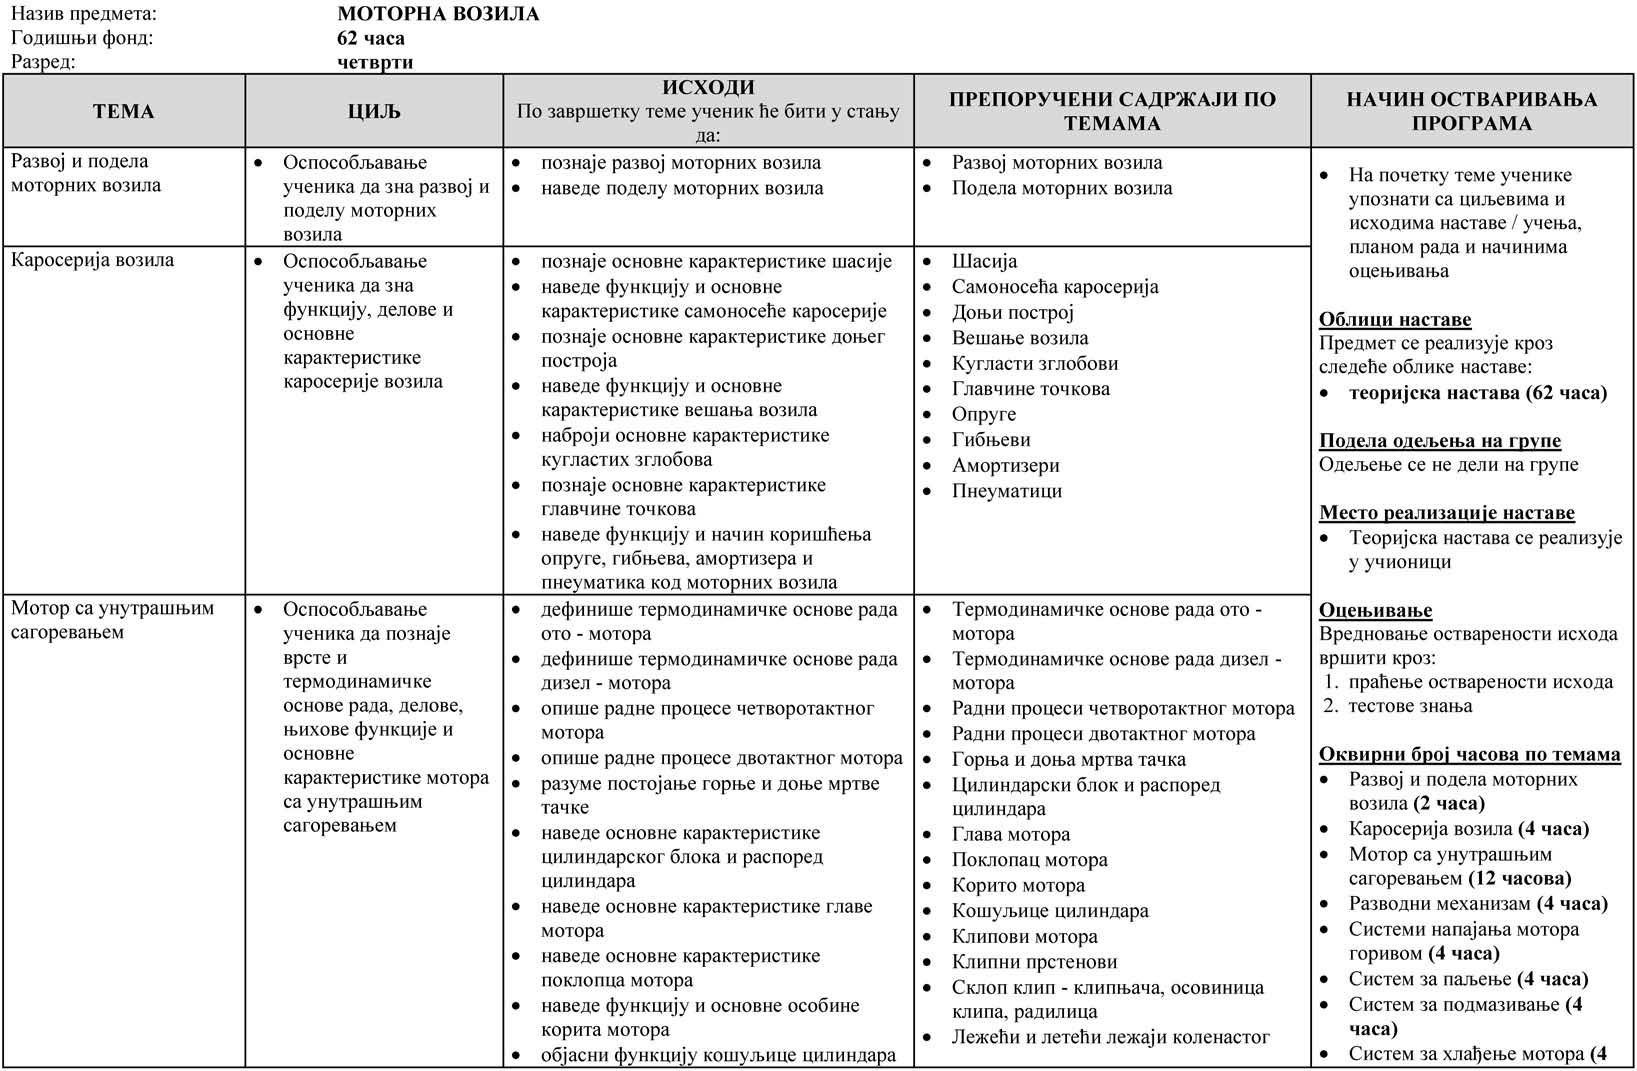 Назив предмета: МОТОРНА ВОЗИЛА
Годишњи фонд: 62 часа
Разред: четврти
ТЕМА
ЦИЉ
ИСХОДИ
По завршетку теме ученик ће бити у стању
да:
ПРЕПОРУЧЕНИ САДРЖАЈИ ПО
ТЕМАМА
НАЧИН ОСТВАРИВАЊА
ПРОГРАМА
Развој и подела
моторних возила
• Оспособљавање
ученика да зна развој и
поделу моторних
возила
• познаје развој моторних возила
• наведе поделу моторних возила
• Развој моторних возила
• Подела моторних возила
Каросерија возила
• Оспособљавање
ученика да зна
функцију, делове и
основне
карактеристике
каросерије возила
• познаје основне карактеристике шасије
• наведе функцију и основне
карактеристике самоносеће каросерије
• познаје основне карактеристике доњег
построја
• наведе функцију и основне
карактеристике вешања возила
• наброји основне карактеристике
кугластих зглобова
• познаје основне карактеристике
главчине точкова
• наведе функцију и начин коришћења
опруге, гибњева, амортизера и
пнеуматика код моторних возила
• Шасија
• Самоносећа каросерија
• Доњи построј
• Вешање возила
• Кугласти зглобови
• Главчине точкова
• Опруге
• Гибњеви
• Амортизери
• Пнеуматици
Мотор са унутрашњим
сагоревањем
• Оспособљавање
ученика да познаје
врсте и
термодинамичке
основе рада, делове,
њихове функције и
основне
карактеристике мотора
са унутрашњим
сагоревањем
• дефинише термодинамичке основе рада
ото - мотора
• дефинише термодинамичке основе рада
дизел - мотора
• опише радне процесе четворотактног
мотора
• опише радне процесе двотактног мотора
• разуме постојање горње и доње мртве
тачке
• наведе основне карактеристике
цилиндарског блока и распоред
цилиндара
• наведе основне карактеристике главе
мотора
• наведе основне карактеристике
поклопца мотора
• наведе функцију и основне особине
корита мотора
• објасни функцију кошуљице цилиндара
• Термодинамичке основе рада ото -
мотора
• Термодинамичке основе рада дизел -
мотора
• Радни процеси четворотактног мотора
• Радни процеси двотактног мотора
• Горња и доња мртва тачка
• Цилиндарски блок и распоред
цилиндара
• Глава мотора
• Поклопац мотора
• Корито мотора
• Кошуљице цилиндара
• Клипови мотора
• Клипни прстенови
• Склоп клип - клипњача, осовиница
клипа, радилица
• Лежећи и летећи лежаји коленастог
• На почетку теме ученике
упознати са циљевима и
исходима наставе / учења,
планом рада и начинима
оцењивања
Облици наставе
Предмет се реализује кроз
следеће облике наставе:
• теоријска настава (62 часа)
Подела одељења на групе
Одељење се не дели на групе
Место реализације наставе
• Теоријска настава се реализује
у учионици
Оцењивање
Вредновање остварености исхода
вршити кроз:
1. праћење остварености исхода
2. тестове знања
Оквирни број часова по темама
• Развој и подела моторних
возила (2 часа)
• Каросерија возила (4 часа)
• Мотор са унутрашњим
сагоревањем (12 часова)
• Разводни механизам (4 часа)
• Системи напајања мотора
горивом (4 часа)
• Систем за паљење (4 часа)
• Систем за подмазивање (4
часа)
• Систем за хлађење мотора (4